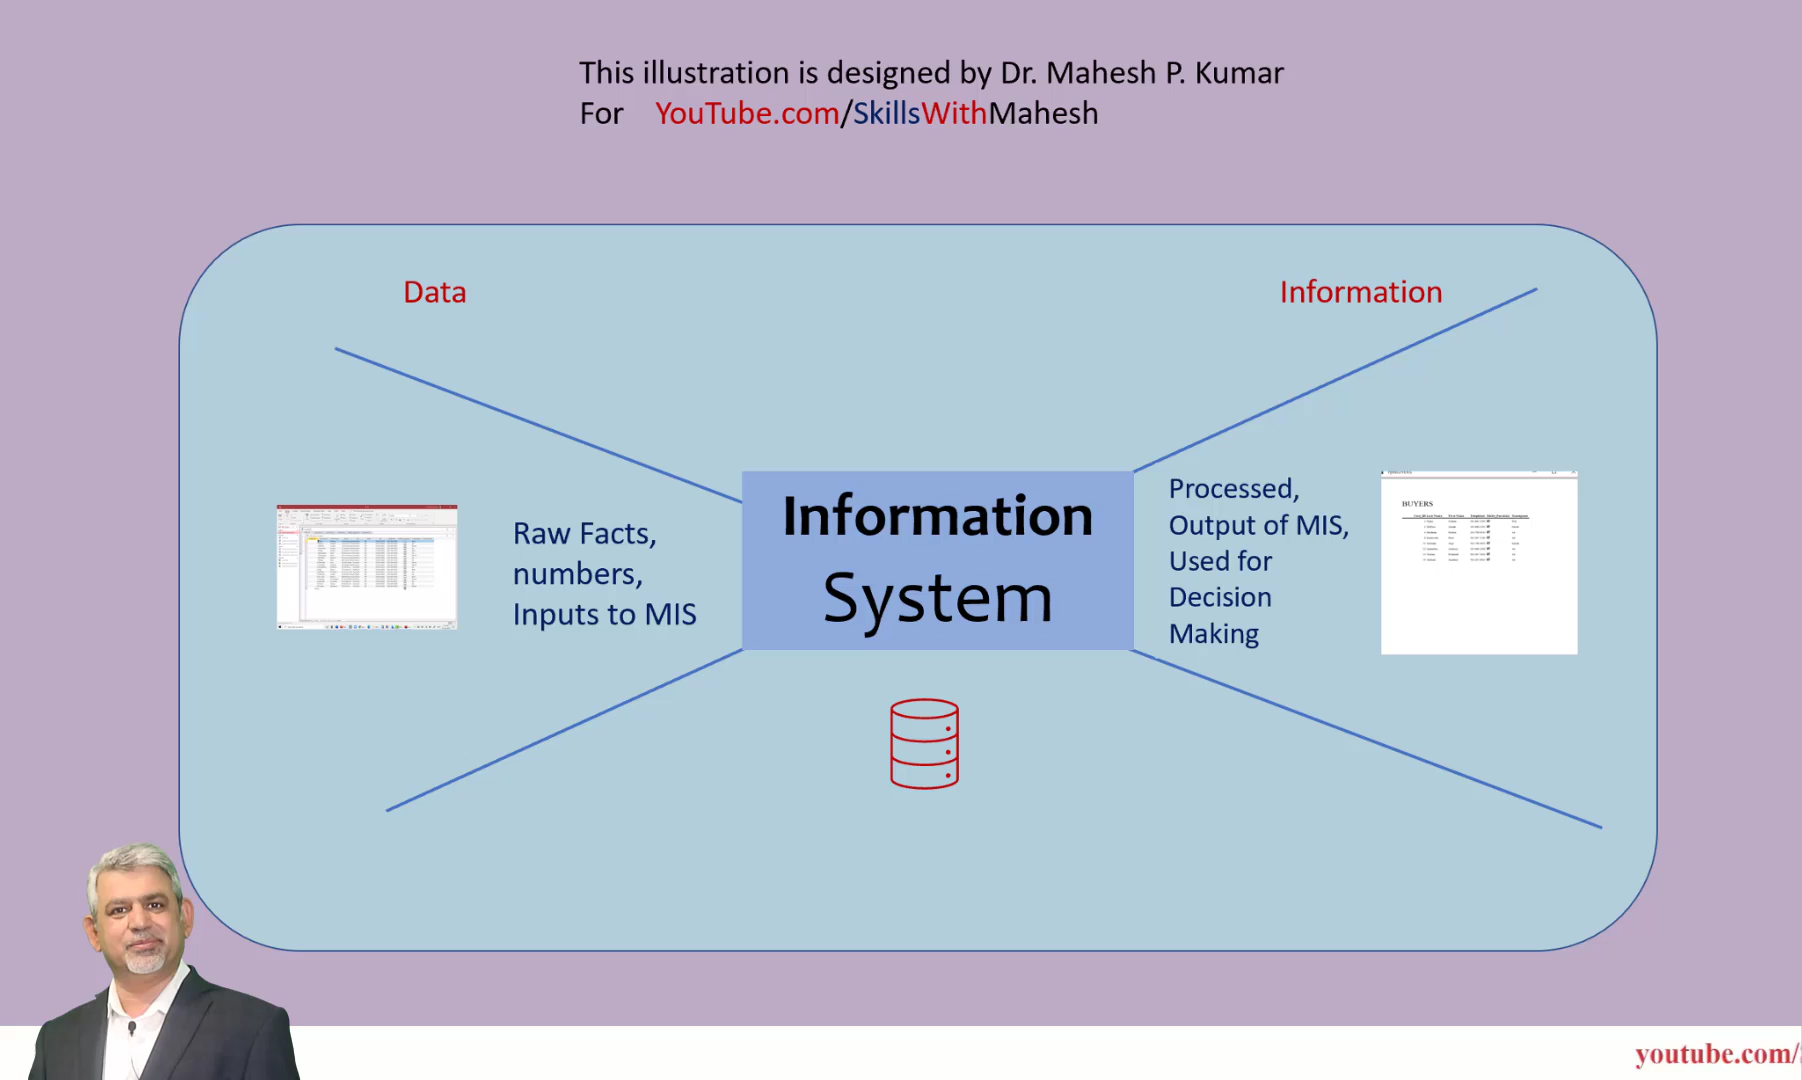 This illustration is designed by Dr. Mahesh P. Kumar
For YouTube.com/SkillsWithMahesh
Data
Information
Raw Facts,
numbers,
Inputs to MIS
Information
System
Processed,
Output of MIS,
Used for
Decision
Making
BUYERS
youtube.com/